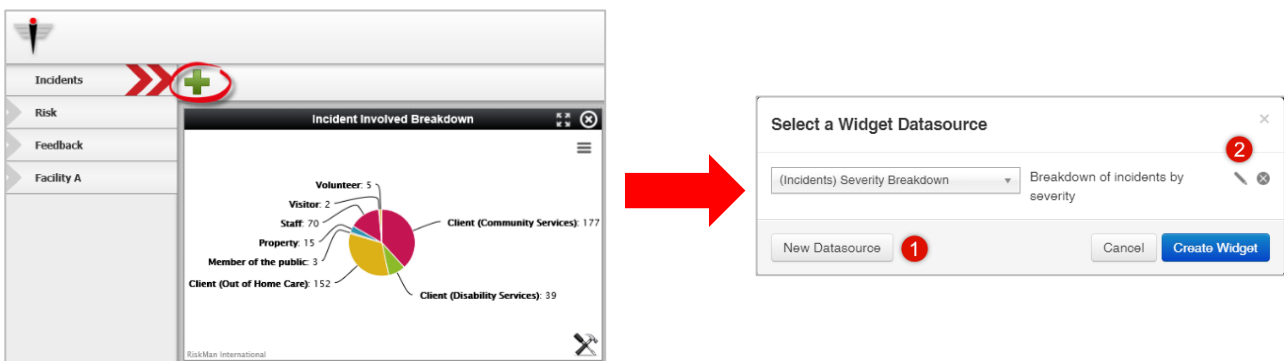 Incidents
Risk
Feedback
Facility A
Incident Involved Breakdown
Volunteer: 5
Visitor: 2
Staff: 70
Property: 15
Member of the public: 3
Client (Out of Home Care): 152
Client (Community Services): 177
Client (Disability Services): 39
RiskMan International
Select a Widget Datasource
×
2
(Incidents) Severity Breakdown
Breakdown of incidents by
severity
New Datasource
1
Cancel
Create Widget